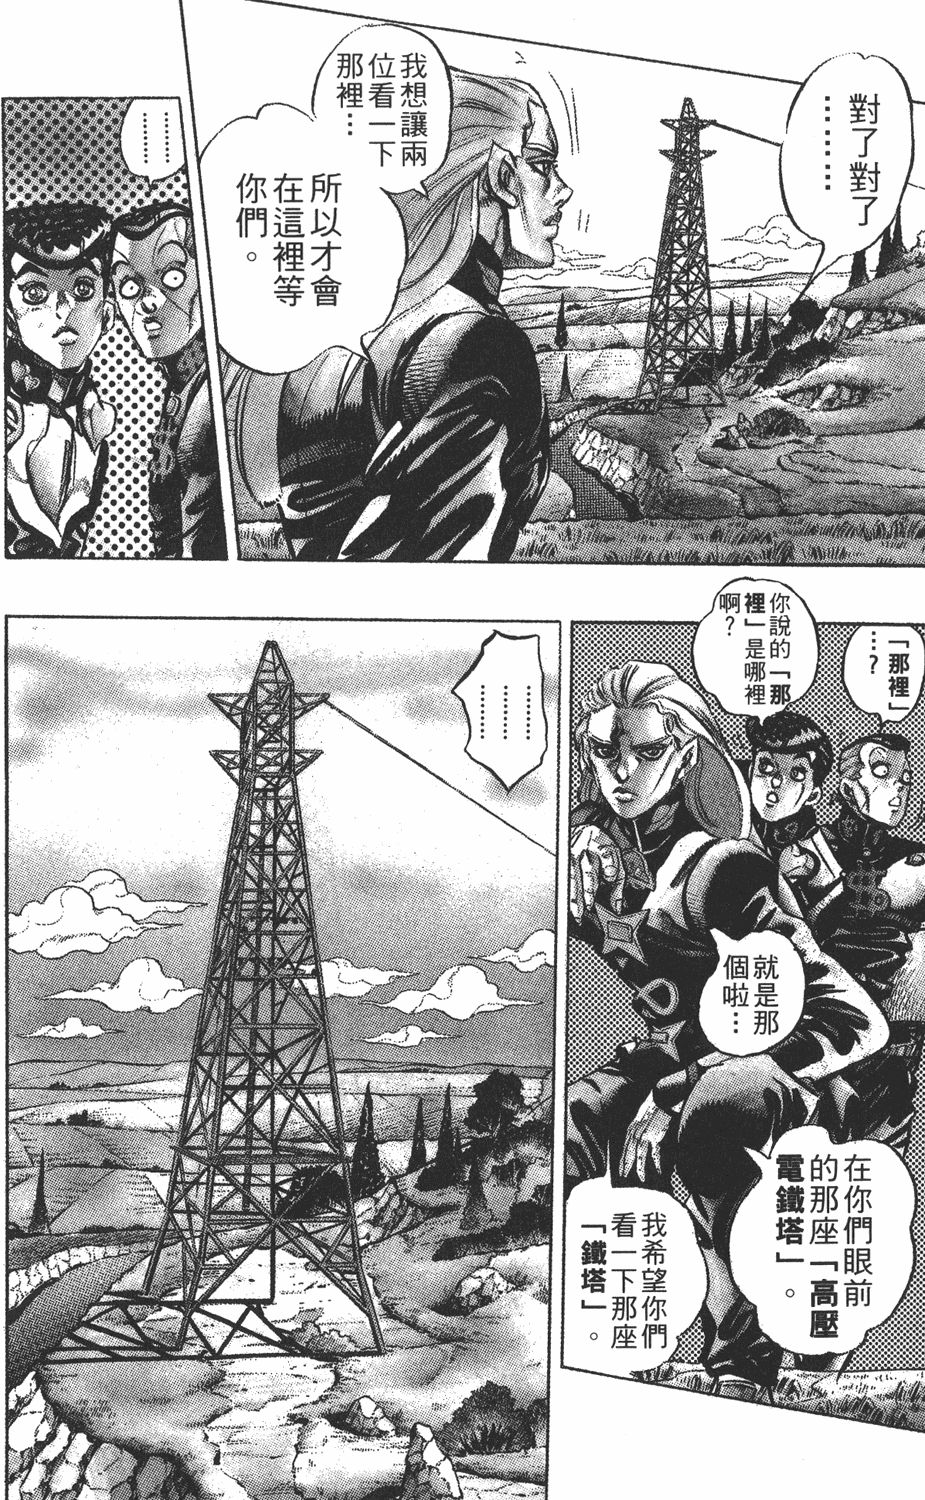 對了對了
………
我想讓兩
位看一下
那裡…
所以才會
在這裡等
你們。
………
「那裡」
…?
你說的「那
裡」是哪裡
啊?
就是那
個啦…
在你們眼前
的那座「高壓
電鐵塔」。
我希望你們
看一下那座
「鐵塔」。
…………